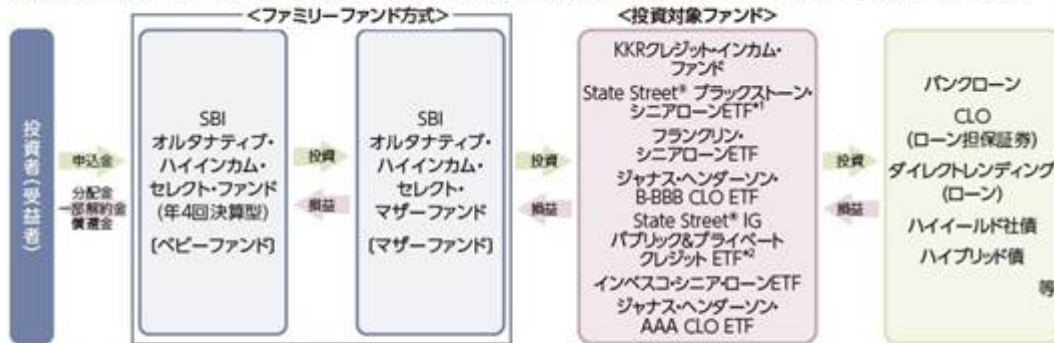 <ファミリーファンド方式>
<投資対象ファンド>
投資者(受益者)
申込金
分配金
一部解約金
償還金
SBI
オルタナティブ・
ハイインカム・
セレクト・ファンド
(年4回決算型)
[ベビーファンド]
投資
損益
SBI
オルタナティブ・
ハイインカム・
セレクト・
マザーファンド
[マザーファンド]
投資
損益
KKRクレジット・インカム・
ファンド
State Street® ブラックストーン・
シニアローンETF*1
フランクリン・
シニアローンETF
ジャナス・ヘンダーソン・
B-BBB CLO ETF
State Street® IG
パブリック&プライベート
クレジット ETF*2
インベスコ・シニア・ローンETF
ジャナス・ヘンダーソン・
AAA CLO ETF
投資
損益
バンクローン
CLO
(ローン担保証券)
ダイレクトレンディング
(ローン)
ハイイールド社債
ハイブリッド債
等